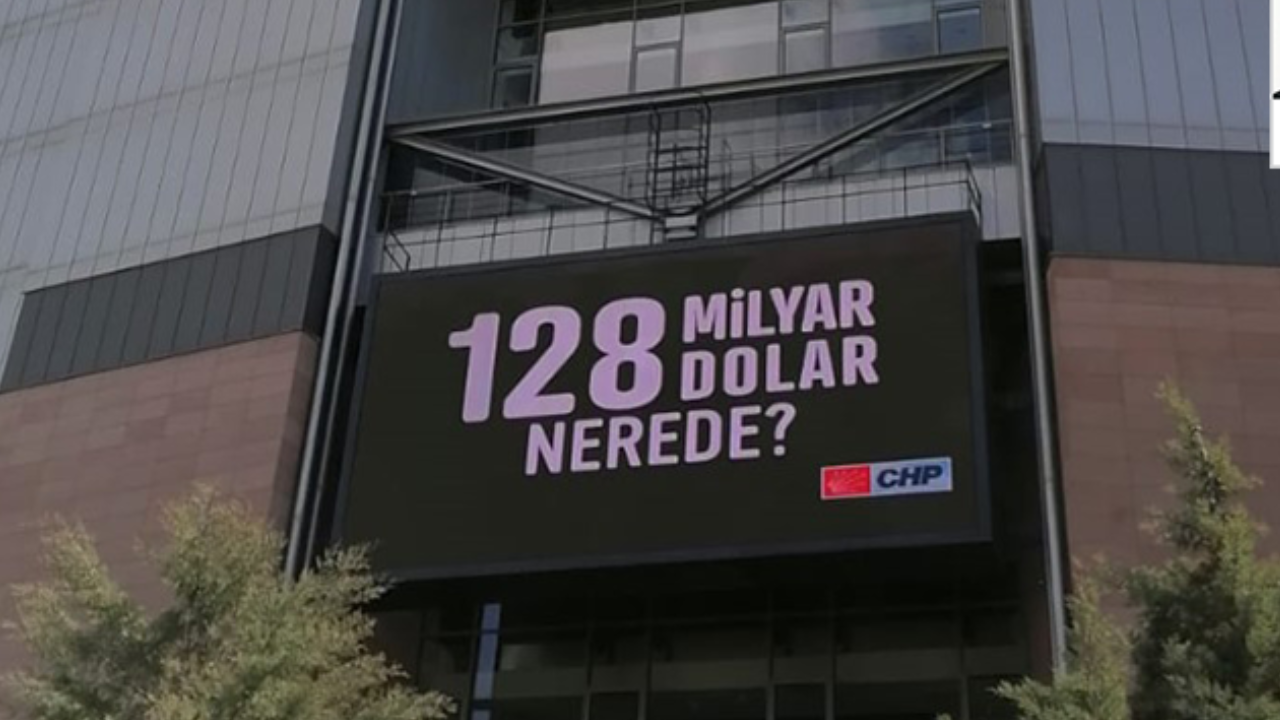 128 MİLYAR
DOLAR
NEREDE?
CHP